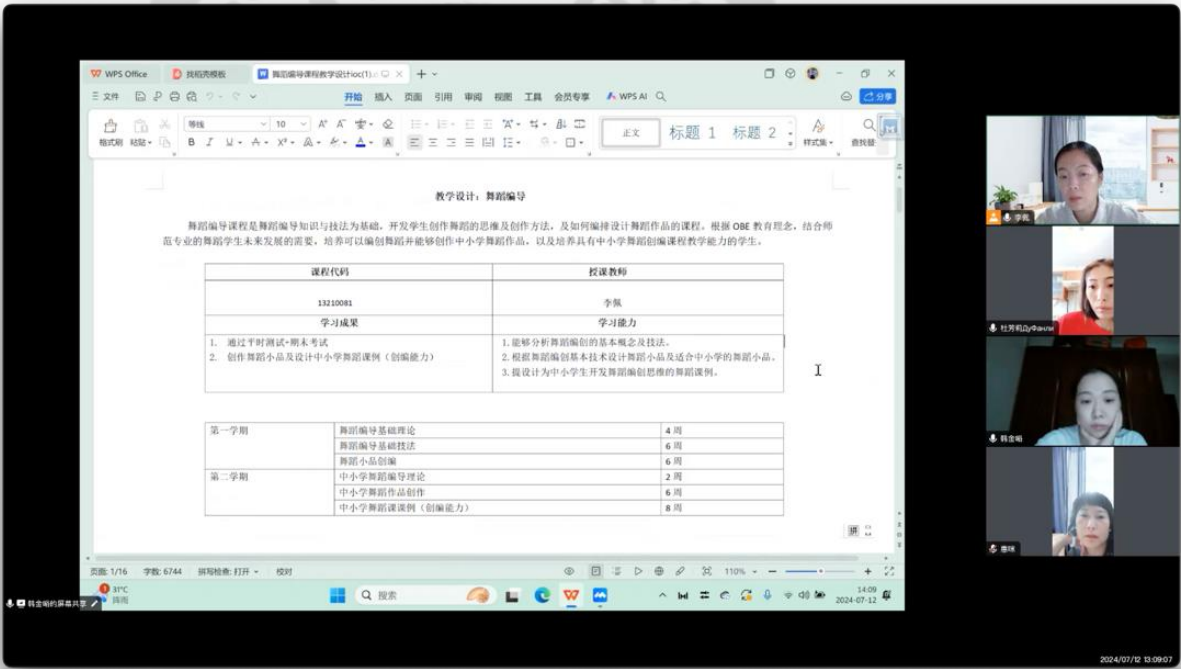 WPS Office
找稻壳模板
舞蹈编导课程教学设计ioc(1).
文件
开始 插入 页面 引用 审阅 视图 工具 会员专享 WPS AI
分享
格式刷 粘贴
等线 10
正文
标题 1 标题 2
样式集
查找替
教学设计：舞蹈编导
舞蹈编导课程是舞蹈编导知识与技法为基础，开发学生创作舞蹈的思维及创作方法，及如何编排设计舞蹈作品的课程。根据 OBE 教育理念，结合师
范专业的舞蹈学生未来发展的需要，培养可以编创舞蹈并能够创作中小学舞蹈作品，以及培养具有中小学舞蹈创编课程教学能力的学生。
课程代码 授课教师
13210081 李佩
学习成果 学习能力
1. 通过平时测试+期末考试
2. 创作舞蹈小品及设计中小学舞蹈课例（创编能力）
1.能够分析舞蹈编创的基本概念及技法。
2.根据舞蹈编创基本技术设计舞蹈小品及适合中小学的舞蹈小品。
3.提设计为中小学生开发舞蹈编创思维的舞蹈课例。
第一学期 舞蹈编导基础理论 4 周
舞蹈编导基础技法 6 周
舞蹈小品创编 6 周
第二学期 中小学舞蹈编导理论 2 周
中小学舞蹈作品创作 6 周
中小学舞蹈课课例（创编能力） 8 周
拼
页面: 1/16 字数: 6744 拼写检查: 打开 校对
110%
31°C
阵雨
搜索
14:09
2024-07-12
韩金甫的屏幕共享
李佩
杜芳莉ДуФанли
2024/07/12 13:09:07